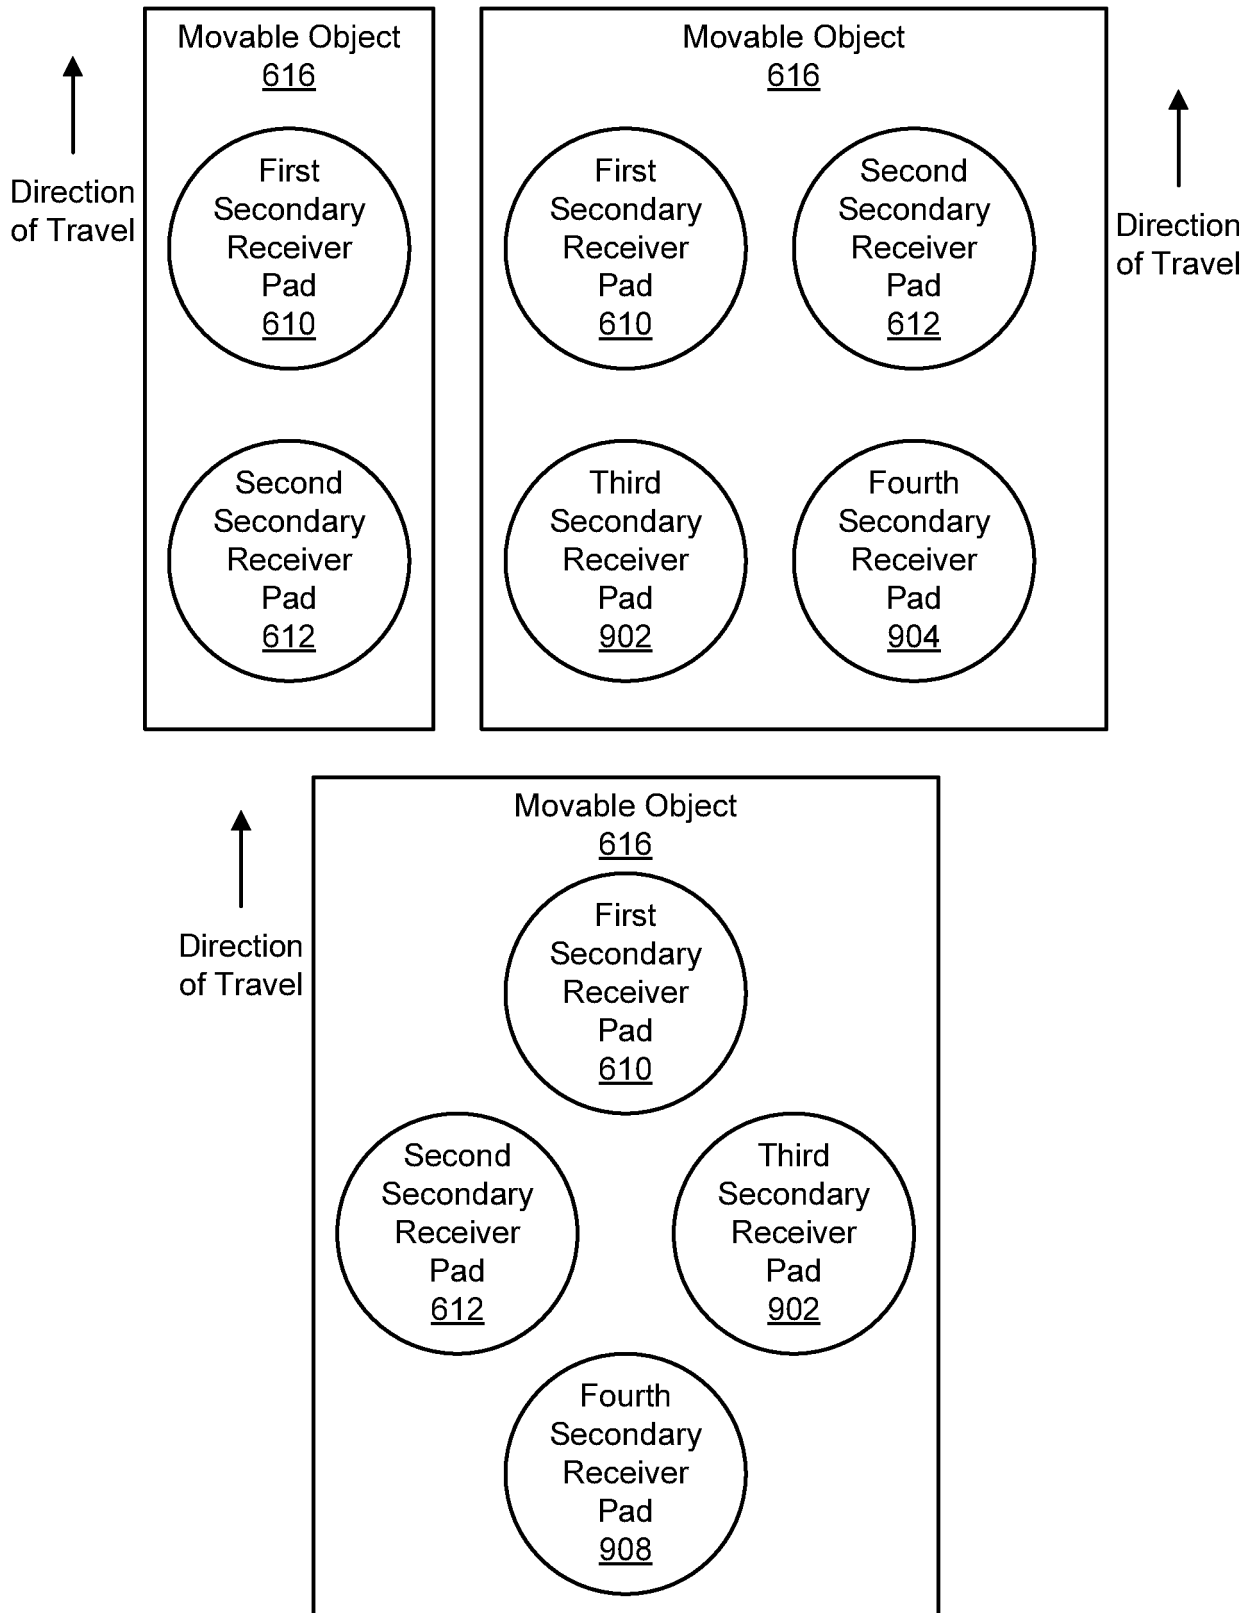 Movable Object
616
Direction
of Travel
First
Secondary
Receiver
Pad
610
Second
Secondary
Receiver
Pad
612
Movable Object
616
First
Secondary
Receiver
Pad
610
Second
Secondary
Receiver
Pad
612
Direction
of Travel
Third
Secondary
Receiver
Pad
902
Fourth
Secondary
Receiver
Pad
904
Movable Object
616
Direction
of Travel
First
Secondary
Receiver
Pad
610
Second
Secondary
Receiver
Pad
612
Third
Secondary
Receiver
Pad
902
Fourth
Secondary
Receiver
Pad
908